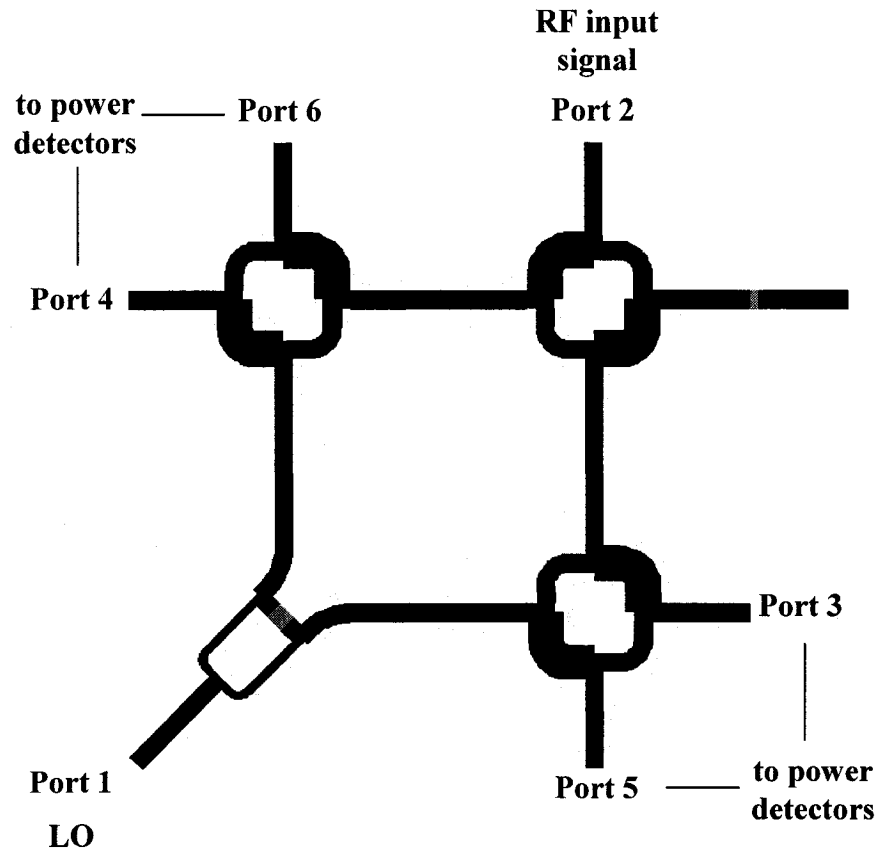 RF input
signal
to power
detectors
Port 6
Port 2
Port 4
Port 3
Port 1
LO
Port 5
to power
detectors